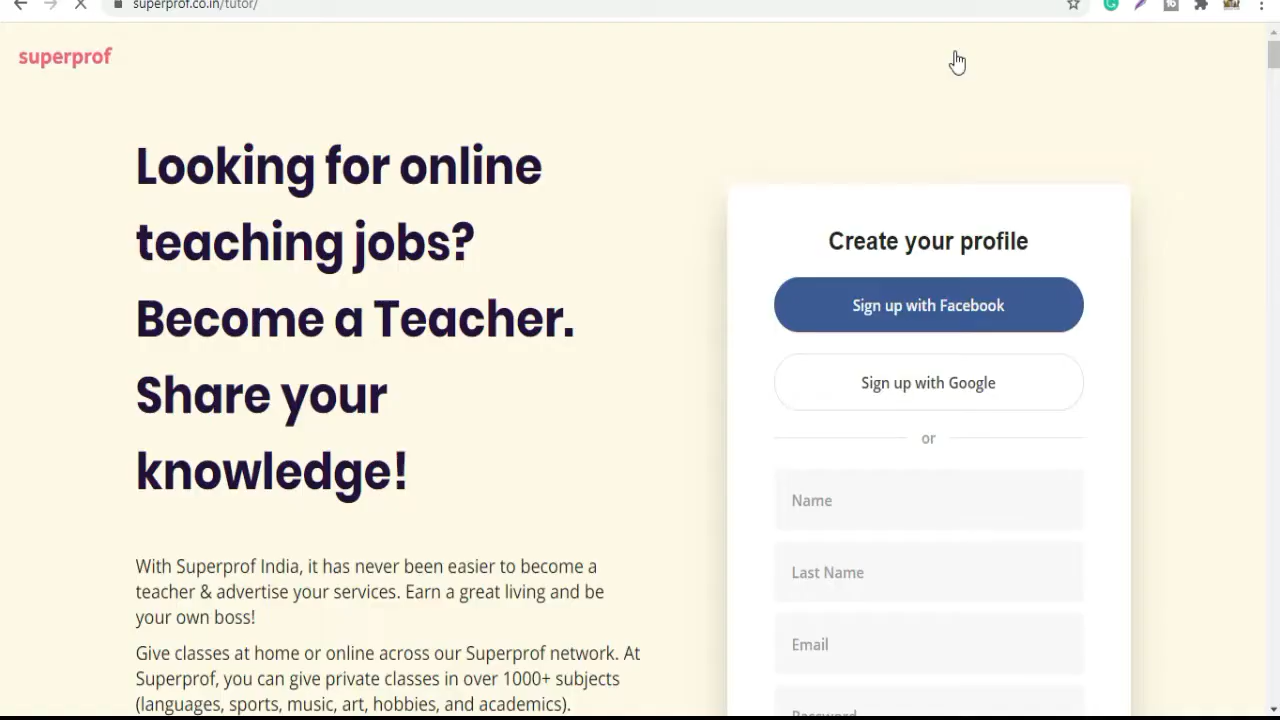 superprof.co.in/tutor/
superprof
Looking for online
teaching jobs?
Become a Teacher.
Share your
knowledge!
With Superprof India, it has never been easier to become a
teacher & advertise your services. Earn a great living and be
your own boss!
Give classes at home or online across our Superprof network. At
Superprof, you can give private classes in over 1000+ subjects
(languages, sports, music, art, hobbies, and academics).
Create your profile
Sign up with Facebook
Sign up with Google
or
Name
Last Name
Email
Password